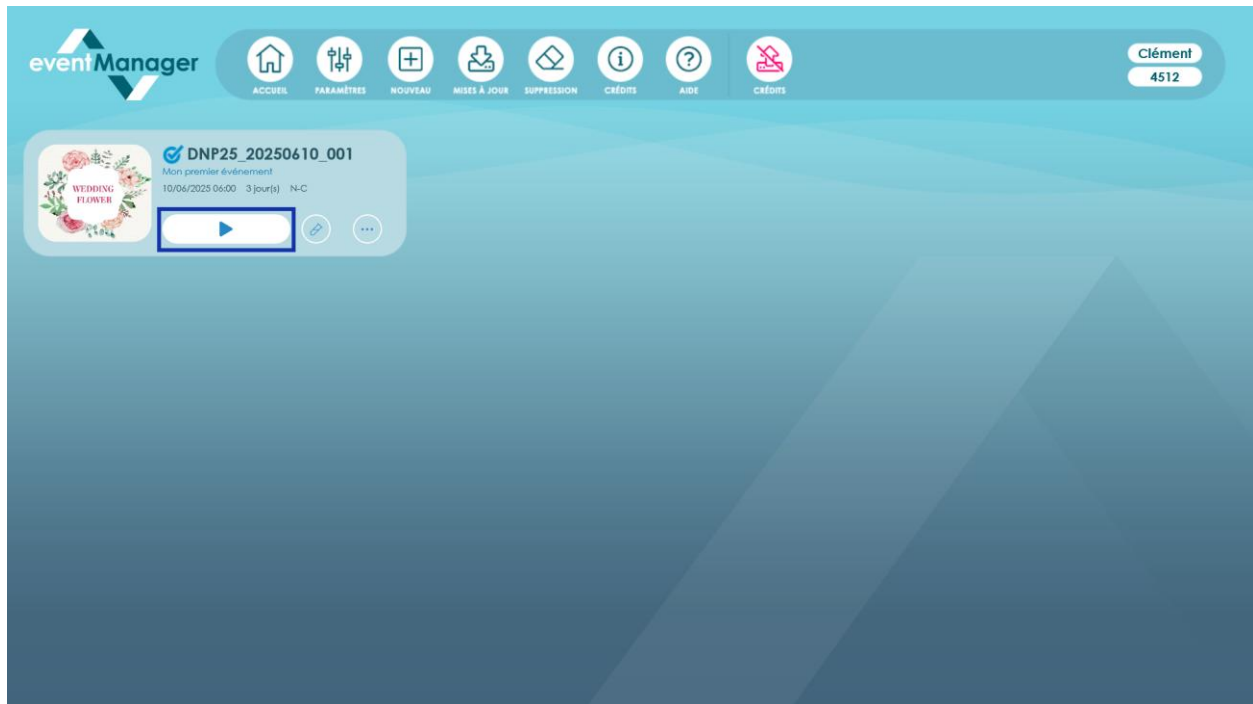 eventManager
ACCUEIL
PARAMÈTRES
NOUVEAU
MISES À JOUR
SUPPRESSION
CRÉDITS
AIDE
CRÉDITS
Clément
4512
WEDDING
FLOWER
DNP25_20250610_001
Mon premier événement
10/06/2025 06:00 3 jour(s) N-C